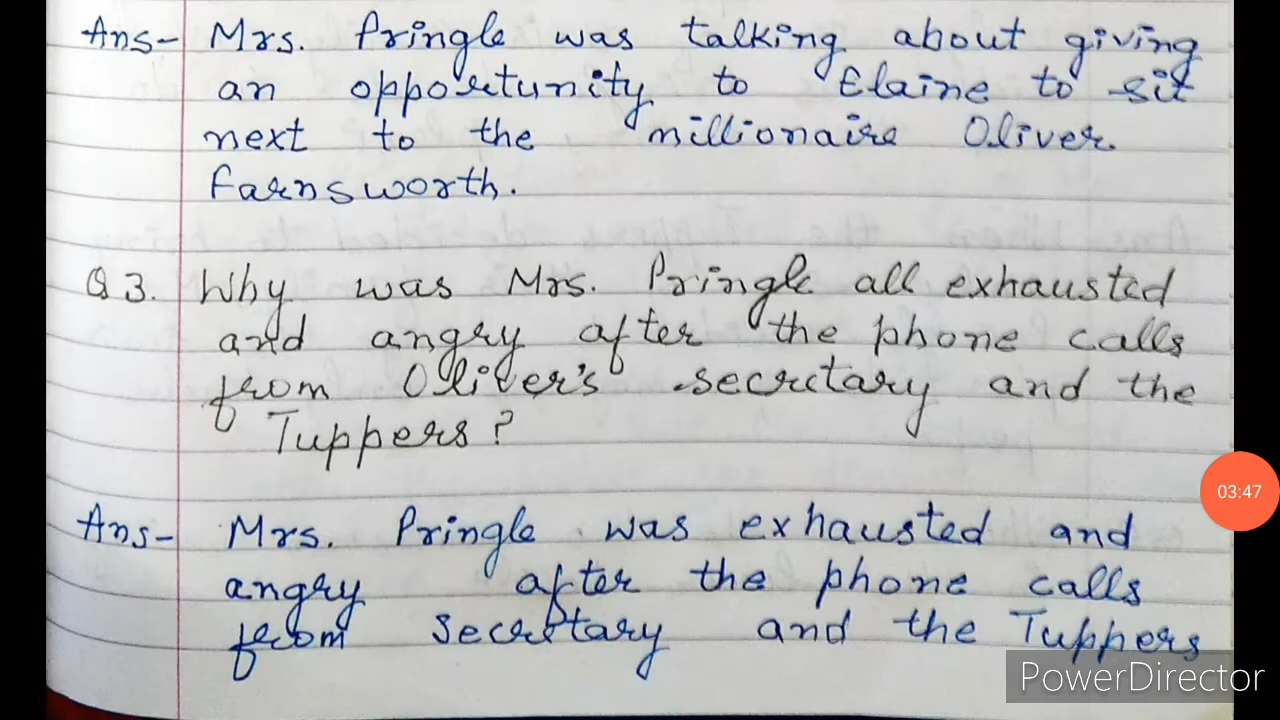 Ans- Mrs. Pringle was talking about giving
an opportunity to Elaine to sit
next to the millionaire Oliver.
Farnsworth.
Q3. Why was Mrs. Pringle all exhausted
and angry after the phone calls
from Oliver's secretary and the
Tuppers?
03:47
Ans- Mrs. Pringle was exhausted and
angry after the phone calls
from secretary and the Tuppers
PowerDirector